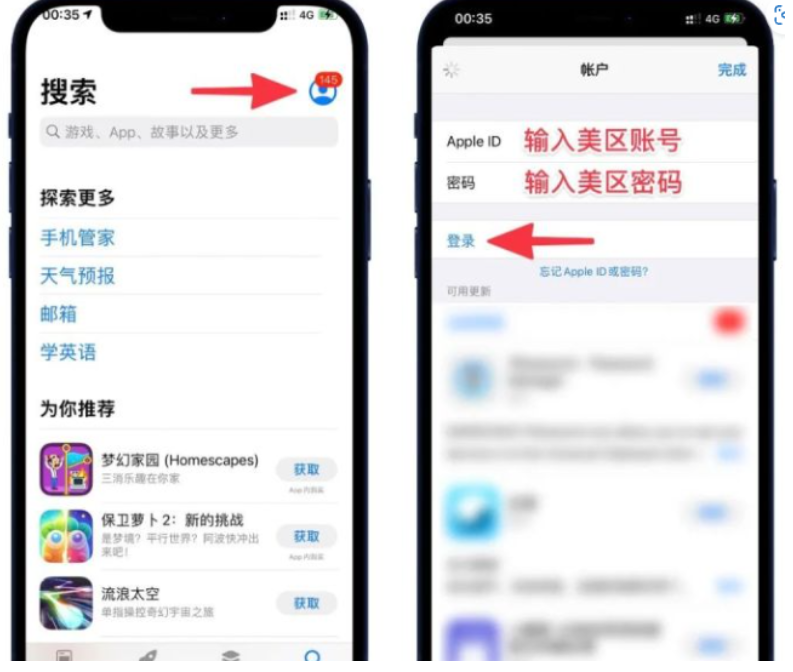 00:35
4G
搜索
145
游戏、App、故事以及更多
探索更多
手机管家
天气预报
邮箱
学英语
为你推荐
梦幻家园 (Homescapes)
三消乐趣在你家
获取
App 内购买
保卫萝卜2：新的挑战
是梦境？平行世界？阿波快冲出
来吧！
获取
App 内购买
流浪太空
单指操控奇幻宇宙之旅
获取
00:35
4G
帐户
完成
Apple ID
输入美区账号
密码
输入美区密码
登录
忘记 Apple ID 或密码?
可用更新